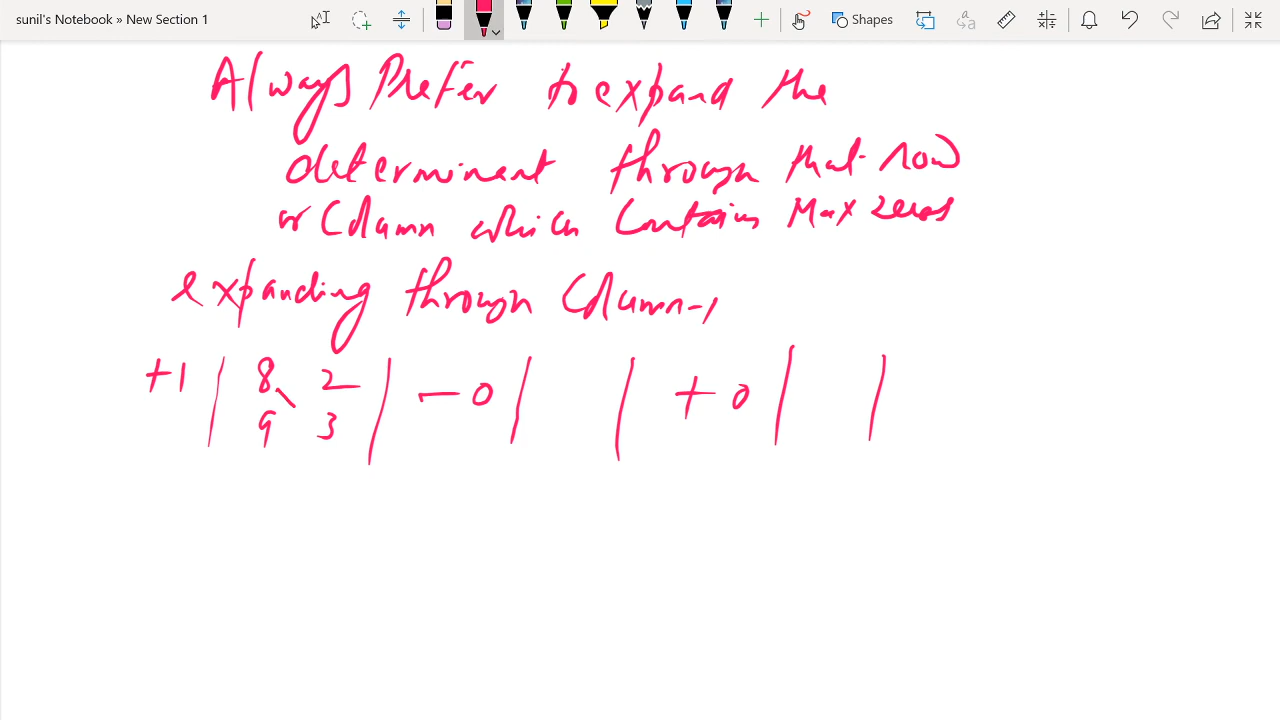 sunil's Notebook » New Section 1
Shapes
Always Prefer to expand the
determinent through that row
or Column which Contains Max zeros
expanding through Column-1
+1 | 8 2 | - 0 | | + 0 | |
9 3